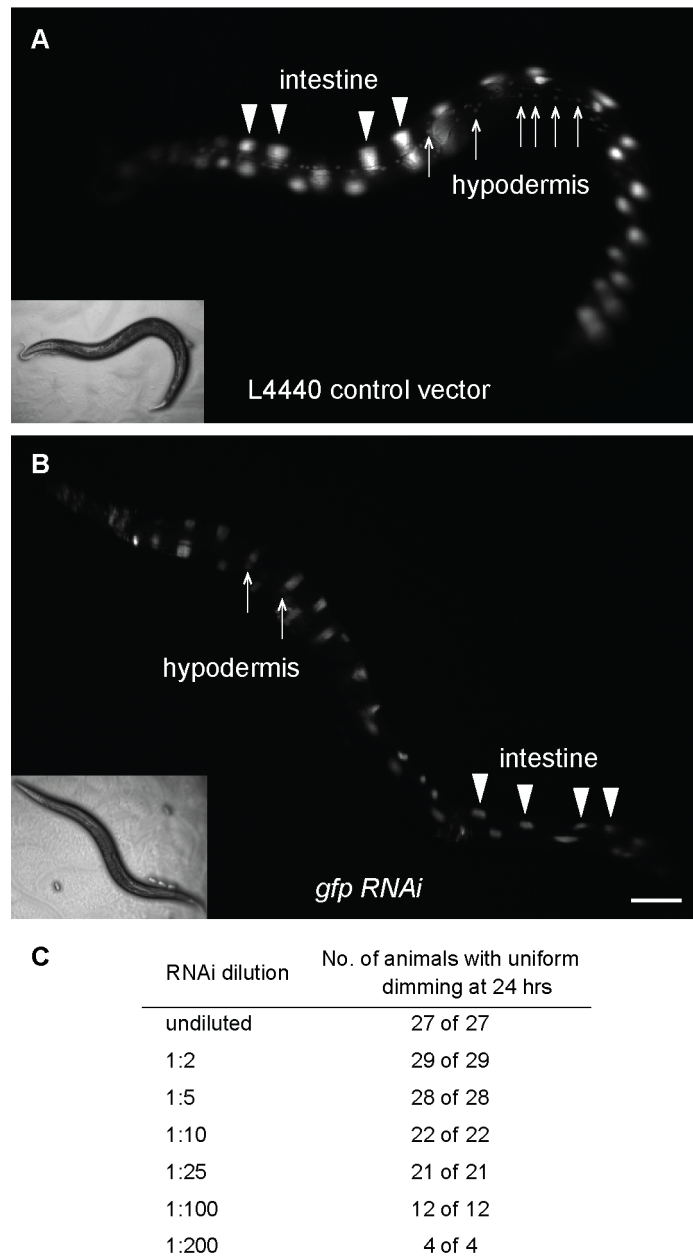 A
intestine
hypodermis
L4440 control vector
B
hypodermis
intestine
gfp RNAi
C
RNAi dilution No. of animals with uniform
dimming at 24 hrs
undiluted 27 of 27
1:2 29 of 29
1:5 28 of 28
1:10 22 of 22
1:25 21 of 21
1:100 12 of 12
1:200 4 of 4